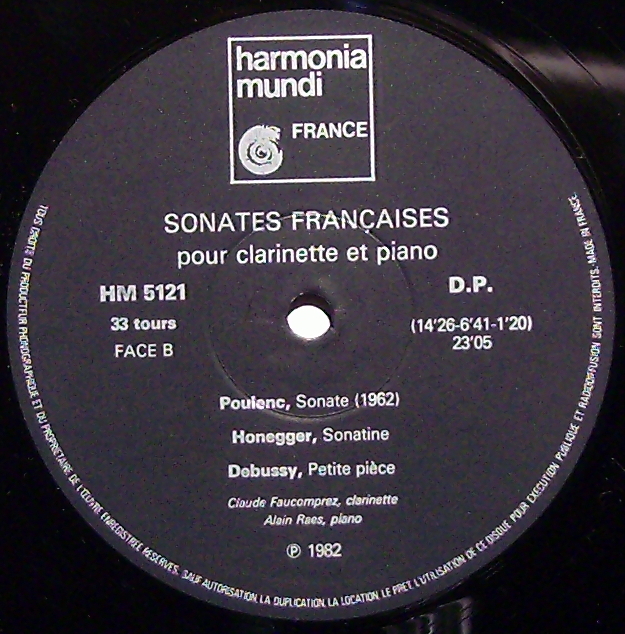 harmonia
mundi
FRANCE
SONATES FRANÇAISES
pour clarinette et piano
HM 5121
D.P.
33 tours
(14'26-6'41-1'20)
FACE B
23'05
Poulenc, Sonate (1962)
Honegger, Sonatine
Debussy, Petite pièce
Claude Faucomprez, clarinette
Alain Raes, piano
℗ 1982
TOUS DROITS DU PRODUCTEUR PHONOGRAPHIQUE ET DU PROPRIETAIRE DE L'ŒUVRE ENREGISTREE RESERVES. SAUF AUTORISATION, LA DUPLICATION, LA LOCATION, LE PRET, L'UTILISATION DE CE DISQUE POUR EXECUTION PUBLIQUE ET RADIODIFFUSION SONT INTERDITS - MADE IN FRANCE.